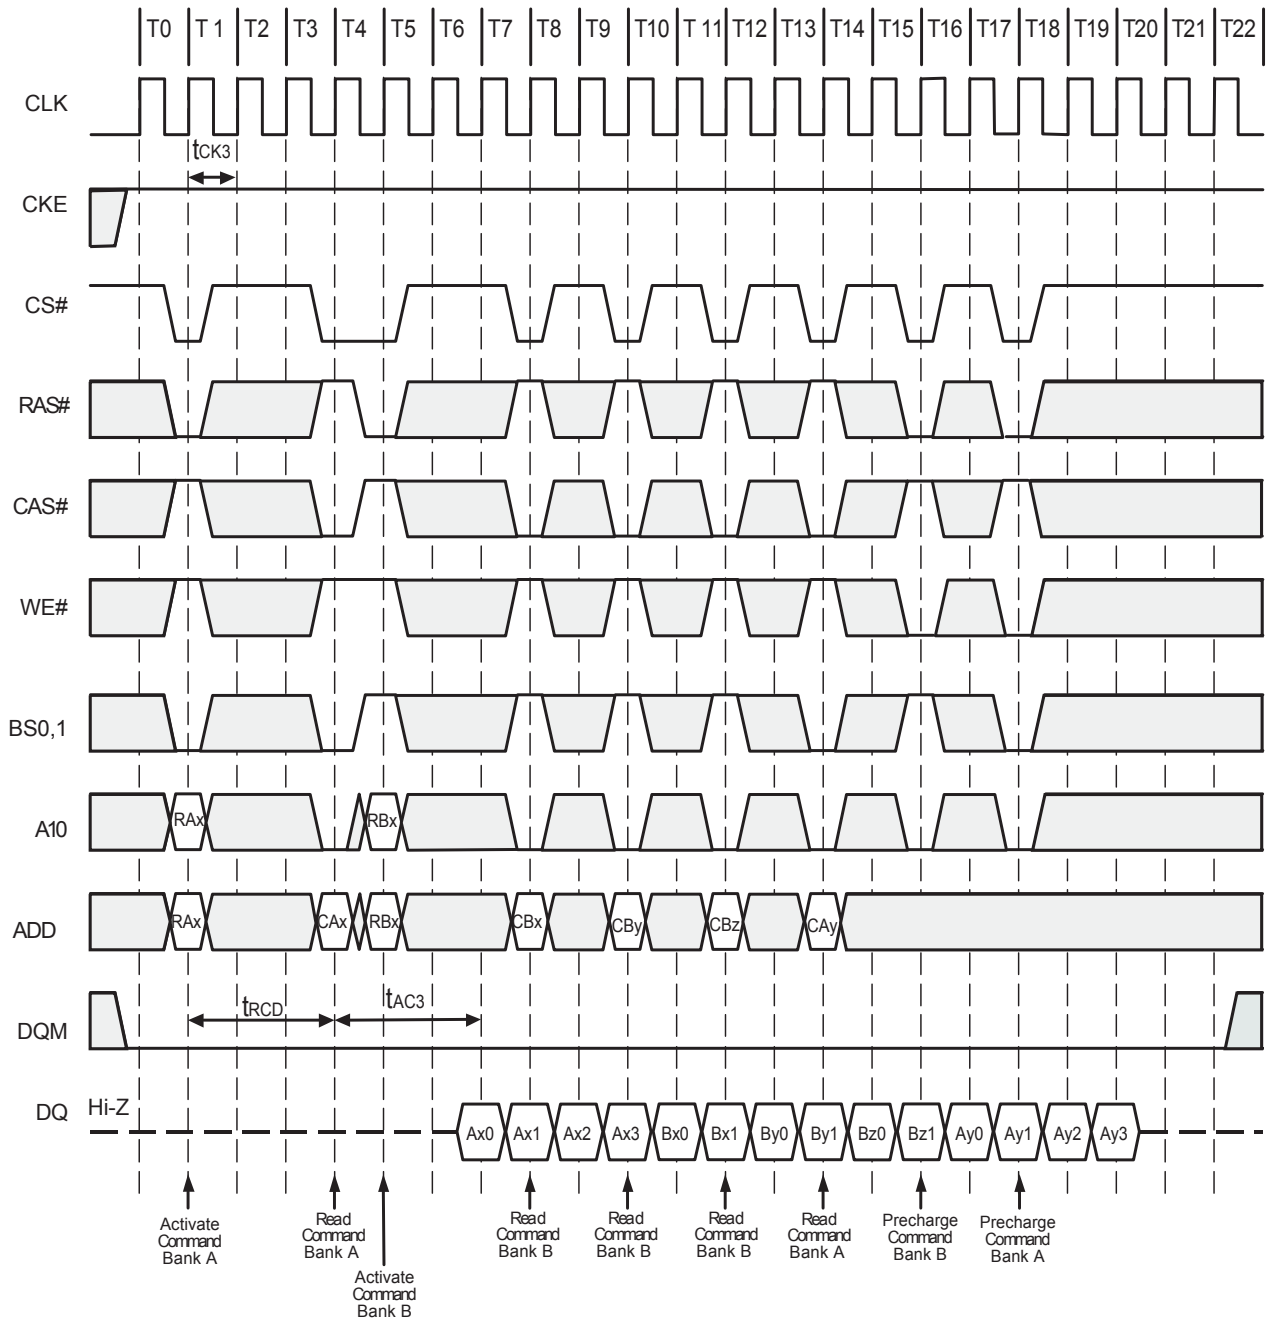 T0 T 1 T2 T3 T4 T5 T6 T7 T8 T9 T10 T 11 T12 T13 T14 T15 T16 T17 T18 T19 T20 T21 T22
CLK
tCK3
CKE
CS#
RAS#
CAS#
WE#
BS0,1
A10 RAx RBx
ADD RAx CAx RBx CBx CBy CBz CAy
DQM tRCD tAC3
DQ Hi-Z Ax0 Ax1 Ax2 Ax3 Bx0 Bx1 By0 By1 Bz0 Bz1 Ay0 Ay1 Ay2 Ay3
Activate
Command
Bank A
Read
Command
Bank A
Activate
Command
Bank B
Read
Command
Bank B
Read
Command
Bank B
Read
Command
Bank B
Read
Command
Bank A
Precharge
Command
Bank B
Precharge
Command
Bank A